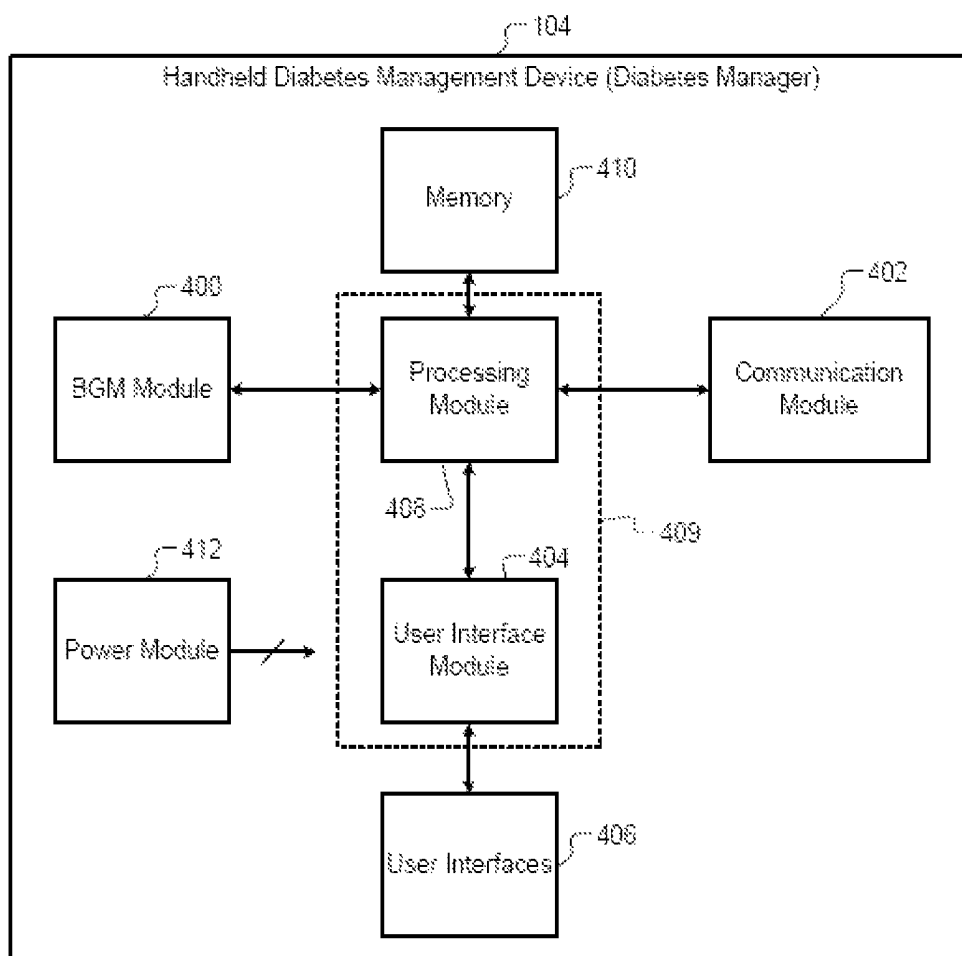 104
Handheld Diabetes Management Device (Diabetes Manager)
Memory
410
400
402
BGM Module
Processing
Module
Communication
Module
408
409
412
404
Power Module
User Interface
Module
User Interfaces
406